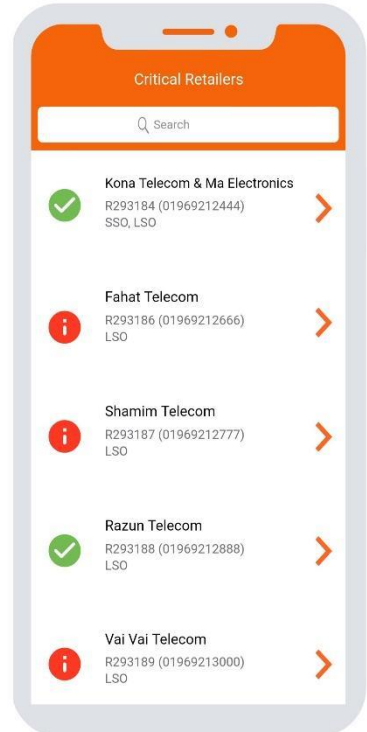 Critical Retailers
Search
Kona Telecom & Ma Electronics
R293184 (01969212444)
SSO, LSO
Fahat Telecom
R293186 (01969212666)
LSO
Shamim Telecom
R293187 (01969212777)
LSO
Razun Telecom
R293188 (01969212888)
LSO
Vai Vai Telecom
R293189 (01969213000)
LSO